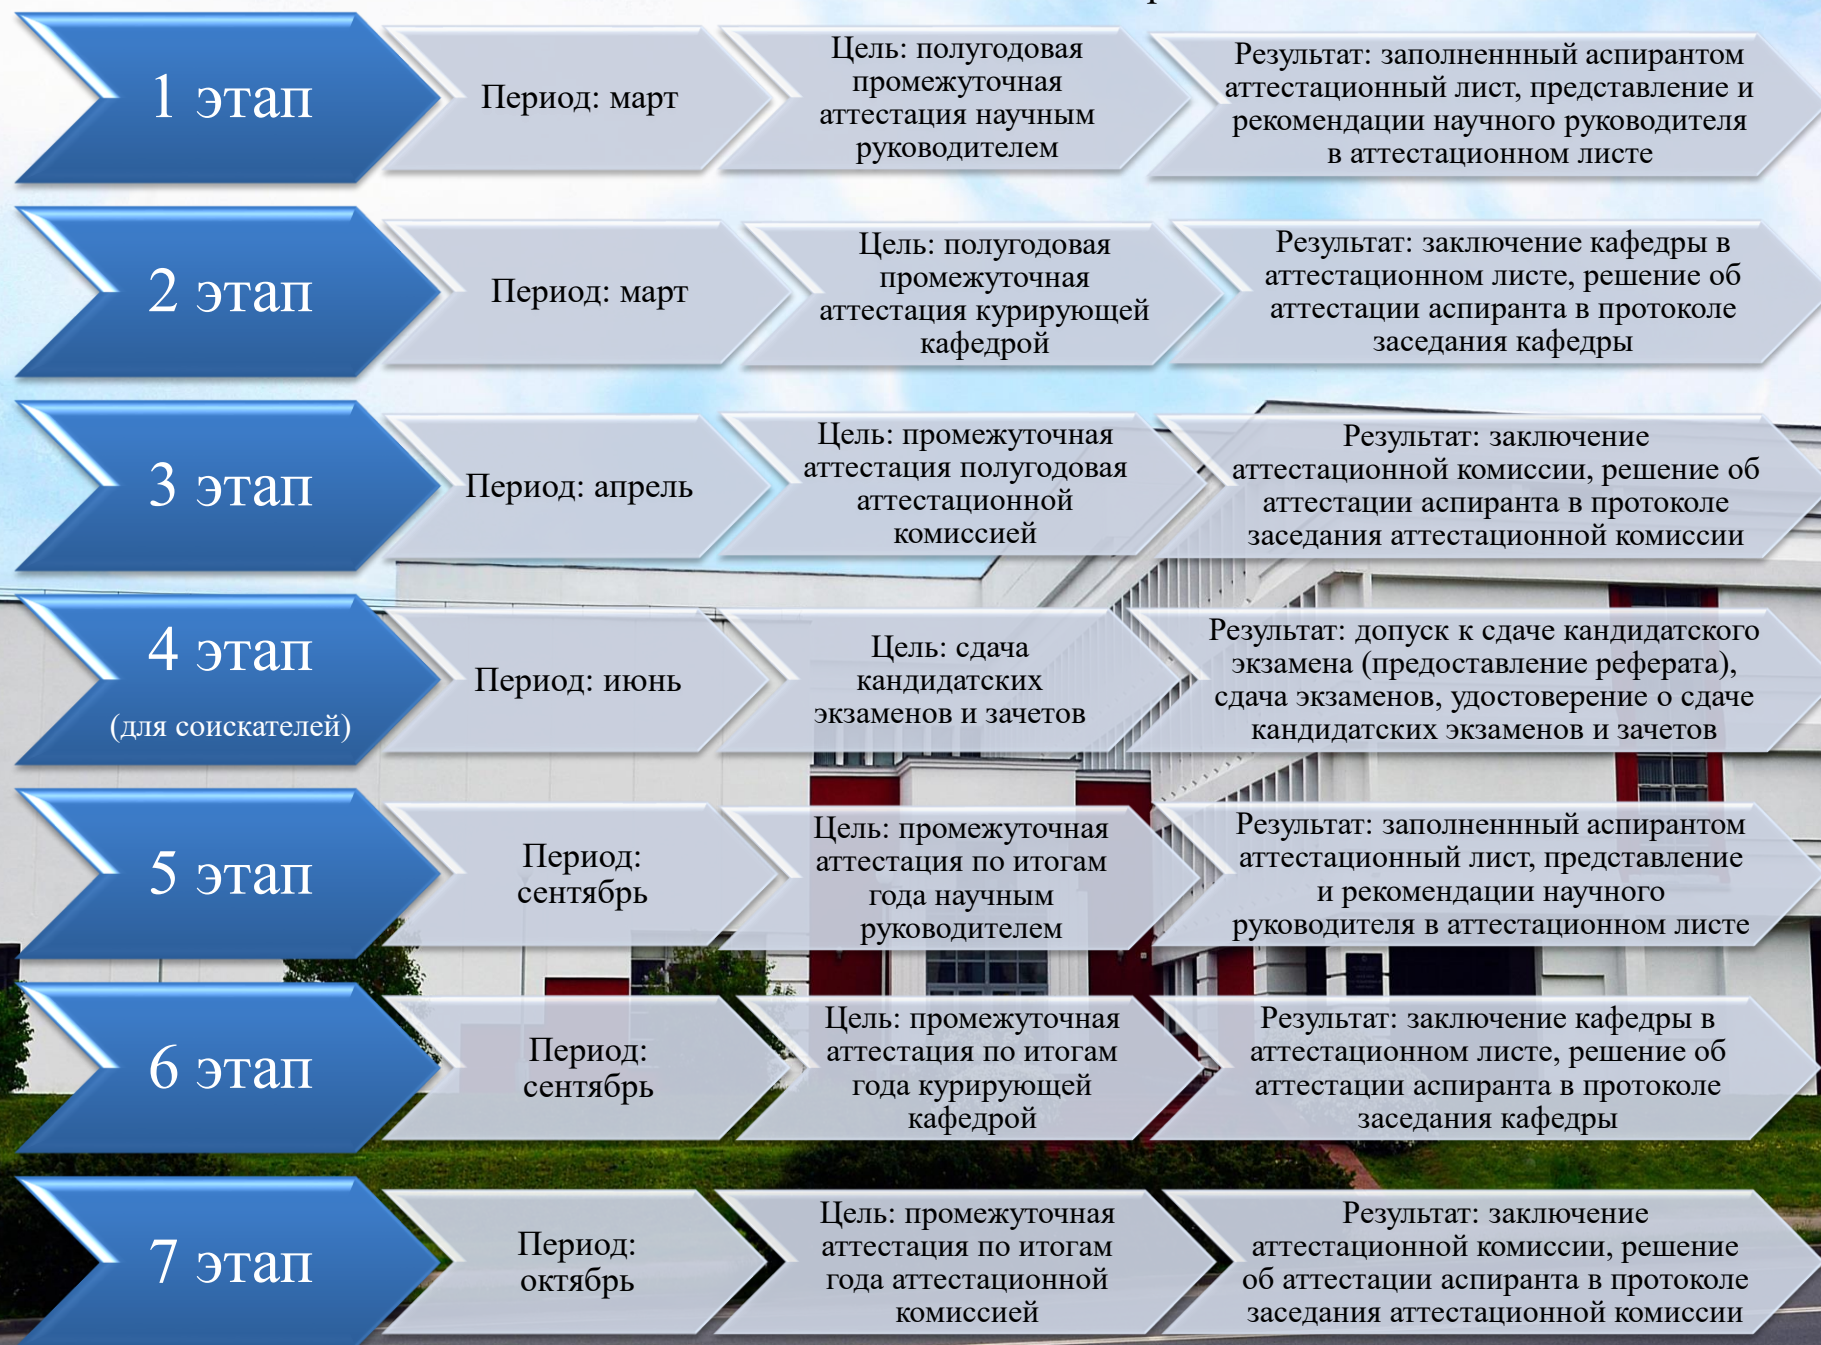 1 этап
Период: март
Цель: полугодовая
промежуточная
аттестация научным
руководителем
Результат: заполненнный аспирантом
аттестационный лист, представление и
рекомендации научного руководителя
в аттестационном листе
2 этап
Период: март
Цель: полугодовая
промежуточная
аттестация курирующей
кафедрой
Результат: заключение кафедры в
аттестационном листе, решение об
аттестации аспиранта в протоколе
заседания кафедры
3 этап
Период: апрель
Цель: промежуточная
аттестация полугодовая
аттестационной
комиссией
Результат: заключение
аттестационной комиссии, решение об
аттестации аспиранта в протоколе
заседания аттестационной комиссии
4 этап
(для соискателей)
Период: июнь
Цель: сдача
кандидатских
экзаменов и зачетов
Результат: допуск к сдаче кандидатского
экзамена (предоставление реферата),
сдача экзаменов, удостоверение о сдаче
кандидатских экзаменов и зачетов
5 этап
Период:
сентябрь
Цель: промежуточная
аттестация по итогам
года научным
руководителем
Результат: заполненнный аспирантом
аттестационный лист, представление
и рекомендации научного
руководителя в аттестационном листе
6 этап
Период:
сентябрь
Цель: промежуточная
аттестация по итогам
года курирующей
кафедрой
Результат: заключение кафедры в
аттестационном листе, решение об
аттестации аспиранта в протоколе
заседания кафедры
7 этап
Период:
октябрь
Цель: промежуточная
аттестация по итогам
года аттестационной
комиссией
Результат: заключение
аттестационной комиссии, решение
об аттестации аспиранта в протоколе
заседания аттестационной комиссии